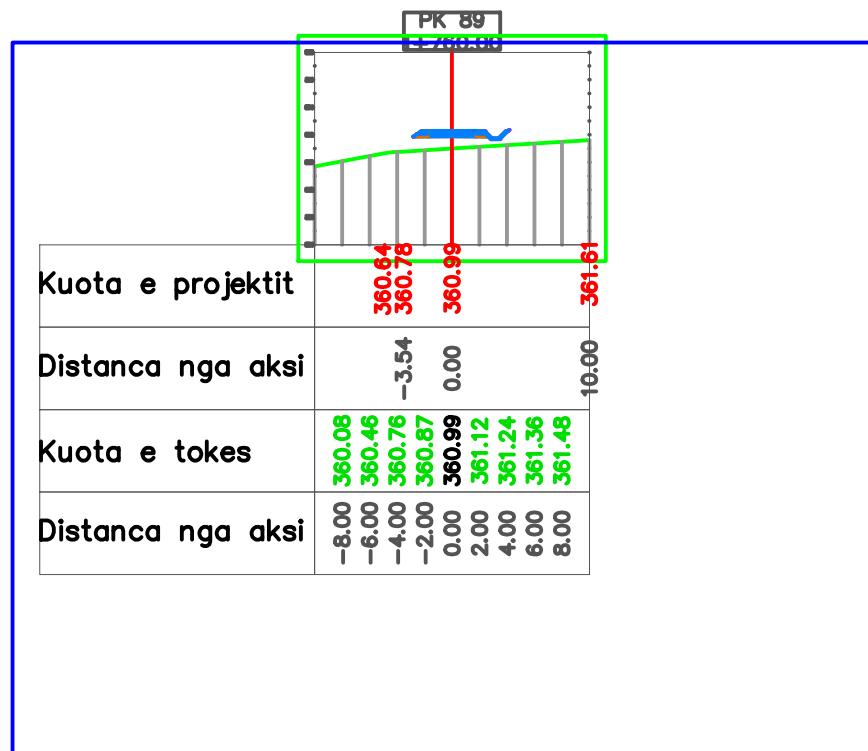 PK 89
+760.00
Kuota e projektit 360.64 360.78 360.99 361.61
Distanca nga aksi -3.54 0.00 10.00
Kuota e tokes 360.08 360.46 360.76 360.87 360.99 361.12 361.24 361.36 361.48
Distanca nga aksi -8.00 -6.00 -4.00 -2.00 0.00 2.00 4.00 6.00 8.00